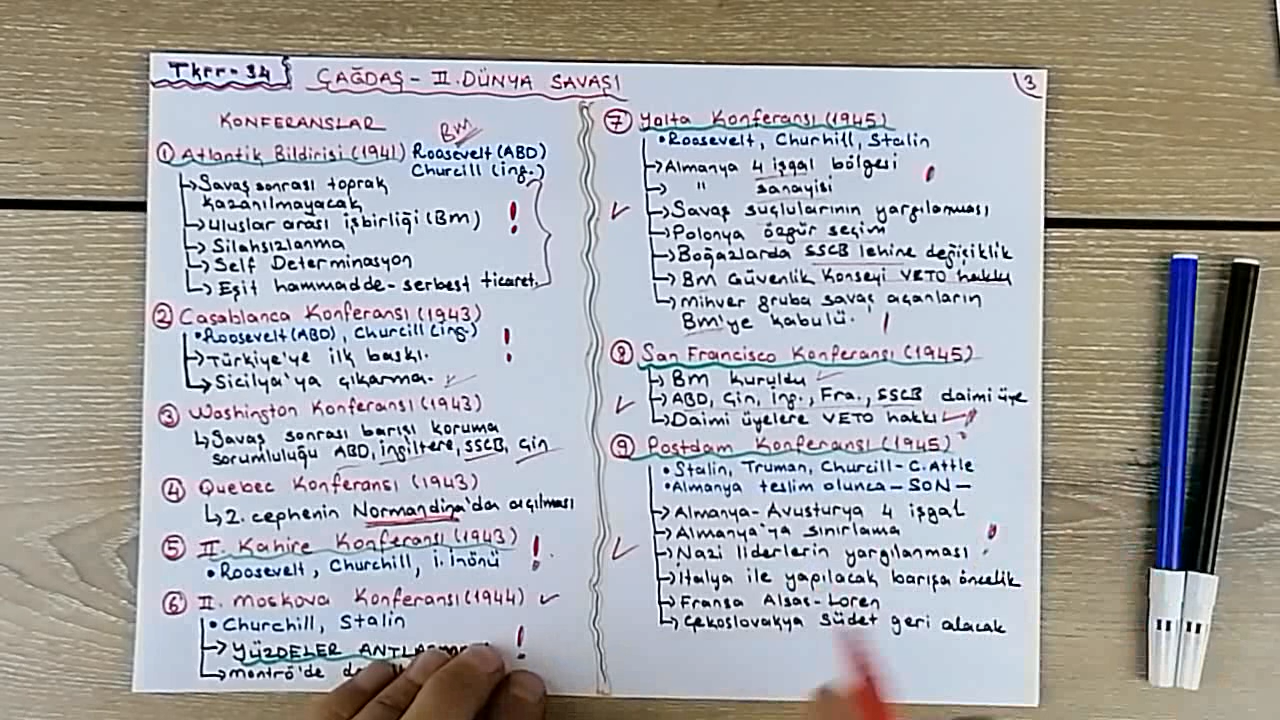 Tkrr-34
ÇAĞDAŞ - II. DÜNYA SAVAŞI
3
KONFERANSLAR
BM
① Atlantik Bildirisi (1941) Roosevelt (ABD)
Churcill (ing.)
→ Savaş sonrası toprak
kazanılmayacak
→ Uluslar arası işbirliği (BM) !
→ Silahsızlanma
→ Self Determinasyon
→ Eşit hammadde - serbest ticaret.
② Casablanca Konferansı (1943)
• Roosevelt (ABD), Churcill (ing.) !
→ Türkiye'ye ilk baskı.
→ Sicilya'ya çıkarma. ✓
③ Washington Konferansı (1943)
↳ Savaş sonrası barışı koruma
sorumluluğu ABD, ingiltere, SSCB, Çin
④ Quebec Konferansı (1943)
↳ 2. cephenin Normandiya'dan açılması
⑤ II. Kahire Konferansı (1943) !
• Roosevelt, Churchill, i. inönü
⑥ II. Moskova Konferansı (1944) ✓
• Churchill, Stalin
→ YÜZDELER !
→ Montrö'de
⑦ Yalta Konferansı (1945)
• Roosevelt, Churhill, Stalin
→ Almanya 4 işgal bölgesi !
→ " sanayisi
✓ → Savaş suçlularının yargılanması
→ Polonya özgür seçim
→ Boğazlarda SSCB lehine değişiklik
→ BM Güvenlik Konseyi VETO hakkı
→ Mihver gruba savaş açanların
BM'ye kabulü. !
⑧ San Francisco Konferansı (1945)
→ BM kuruldu ✓
✓ → ABD, Çin, ing., Fra., SSCB daimi üye
→ Daimi üyelere VETO hakkı ✓ !
⑨ Postdam Konferansı (1945)
• Stalin, Truman, Churcill - C. Attle
• Almanya teslim olunca - SON -
→ Almanya - Avusturya 4 işgal
→ Almanya'ya sınırlama !
✓ → Nazi liderlerin yargılanması
→ italya ile yapılacak barışa öncelik
→ Fransa Alsas - Loren
→ Çekoslovakya Südet geri alacak